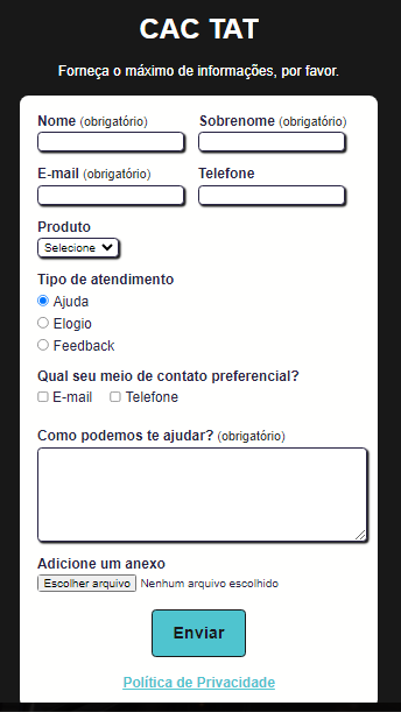 CAC TAT
Forneça o máximo de informações, por favor.
Nome (obrigatório) Sobrenome (obrigatório)
E-mail (obrigatório) Telefone
Produto
Selecione
Tipo de atendimento
Ajuda
Elogio
Feedback
Qual seu meio de contato preferencial?
E-mail Telefone
Como podemos te ajudar? (obrigatório)
Adicione um anexo
Escolher arquivo Nenhum arquivo escolhido
Enviar
Política de Privacidade